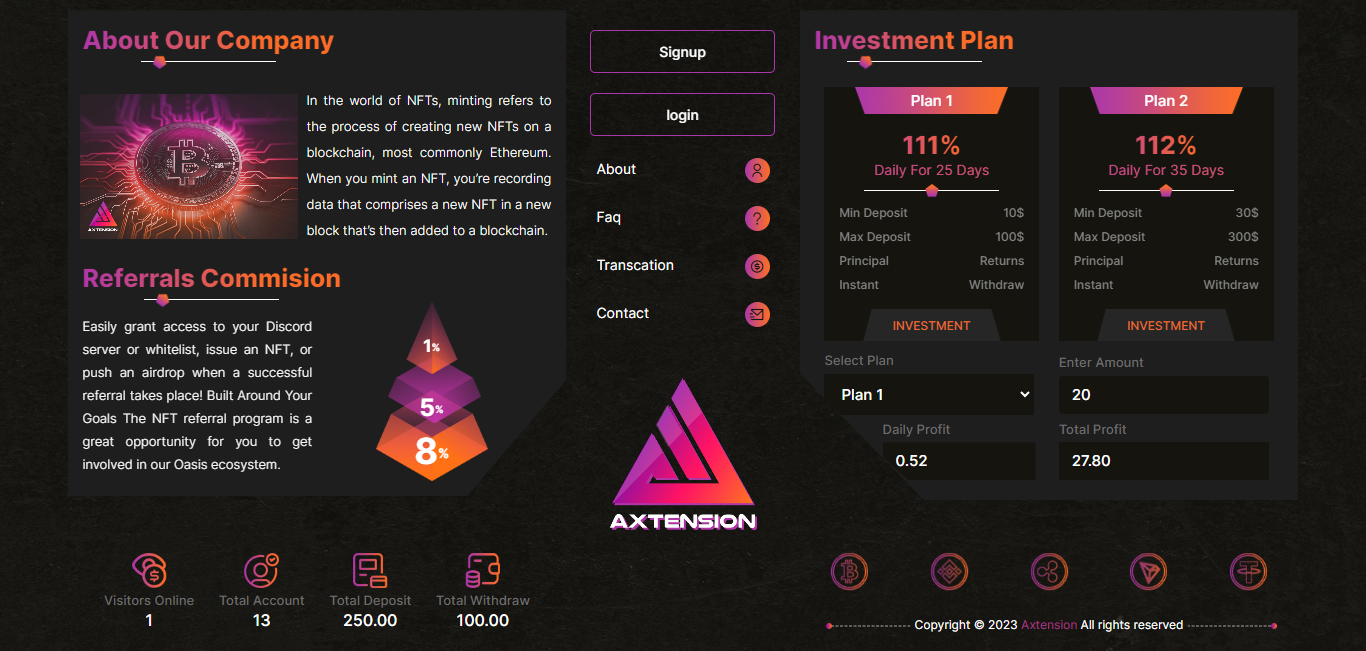 About Our Company
In the world of NFTs, minting refers to
the process of creating new NFTs on a
blockchain, most commonly Ethereum.
When you mint an NFT, you're recording
data that comprises a new NFT in a new
block that's then added to a blockchain.
AXTENSION
Referrals Commision
Easily grant access to your Discord
server or whitelist, issue an NFT, or
push an airdrop when a successful
referral takes place! Built Around Your
Goals The NFT referral program is a
great opportunity for you to get
involved in our Oasis ecosystem.
1%
5%
8%
Signup
login
About
Faq
Transcation
Contact
AXTENSION
Investment Plan
Plan 1
111%
Daily For 25 Days
Min Deposit 10$
Max Deposit 100$
Principal Returns
Instant Withdraw
INVESTMENT
Plan 2
112%
Daily For 35 Days
Min Deposit 30$
Max Deposit 300$
Principal Returns
Instant Withdraw
INVESTMENT
Select Plan
Plan 1
Enter Amount
20
Daily Profit
0.52
Total Profit
27.80
Visitors Online
1
Total Account
13
Total Deposit
250.00
Total Withdraw
100.00
Copyright © 2023 Axtension All rights reserved